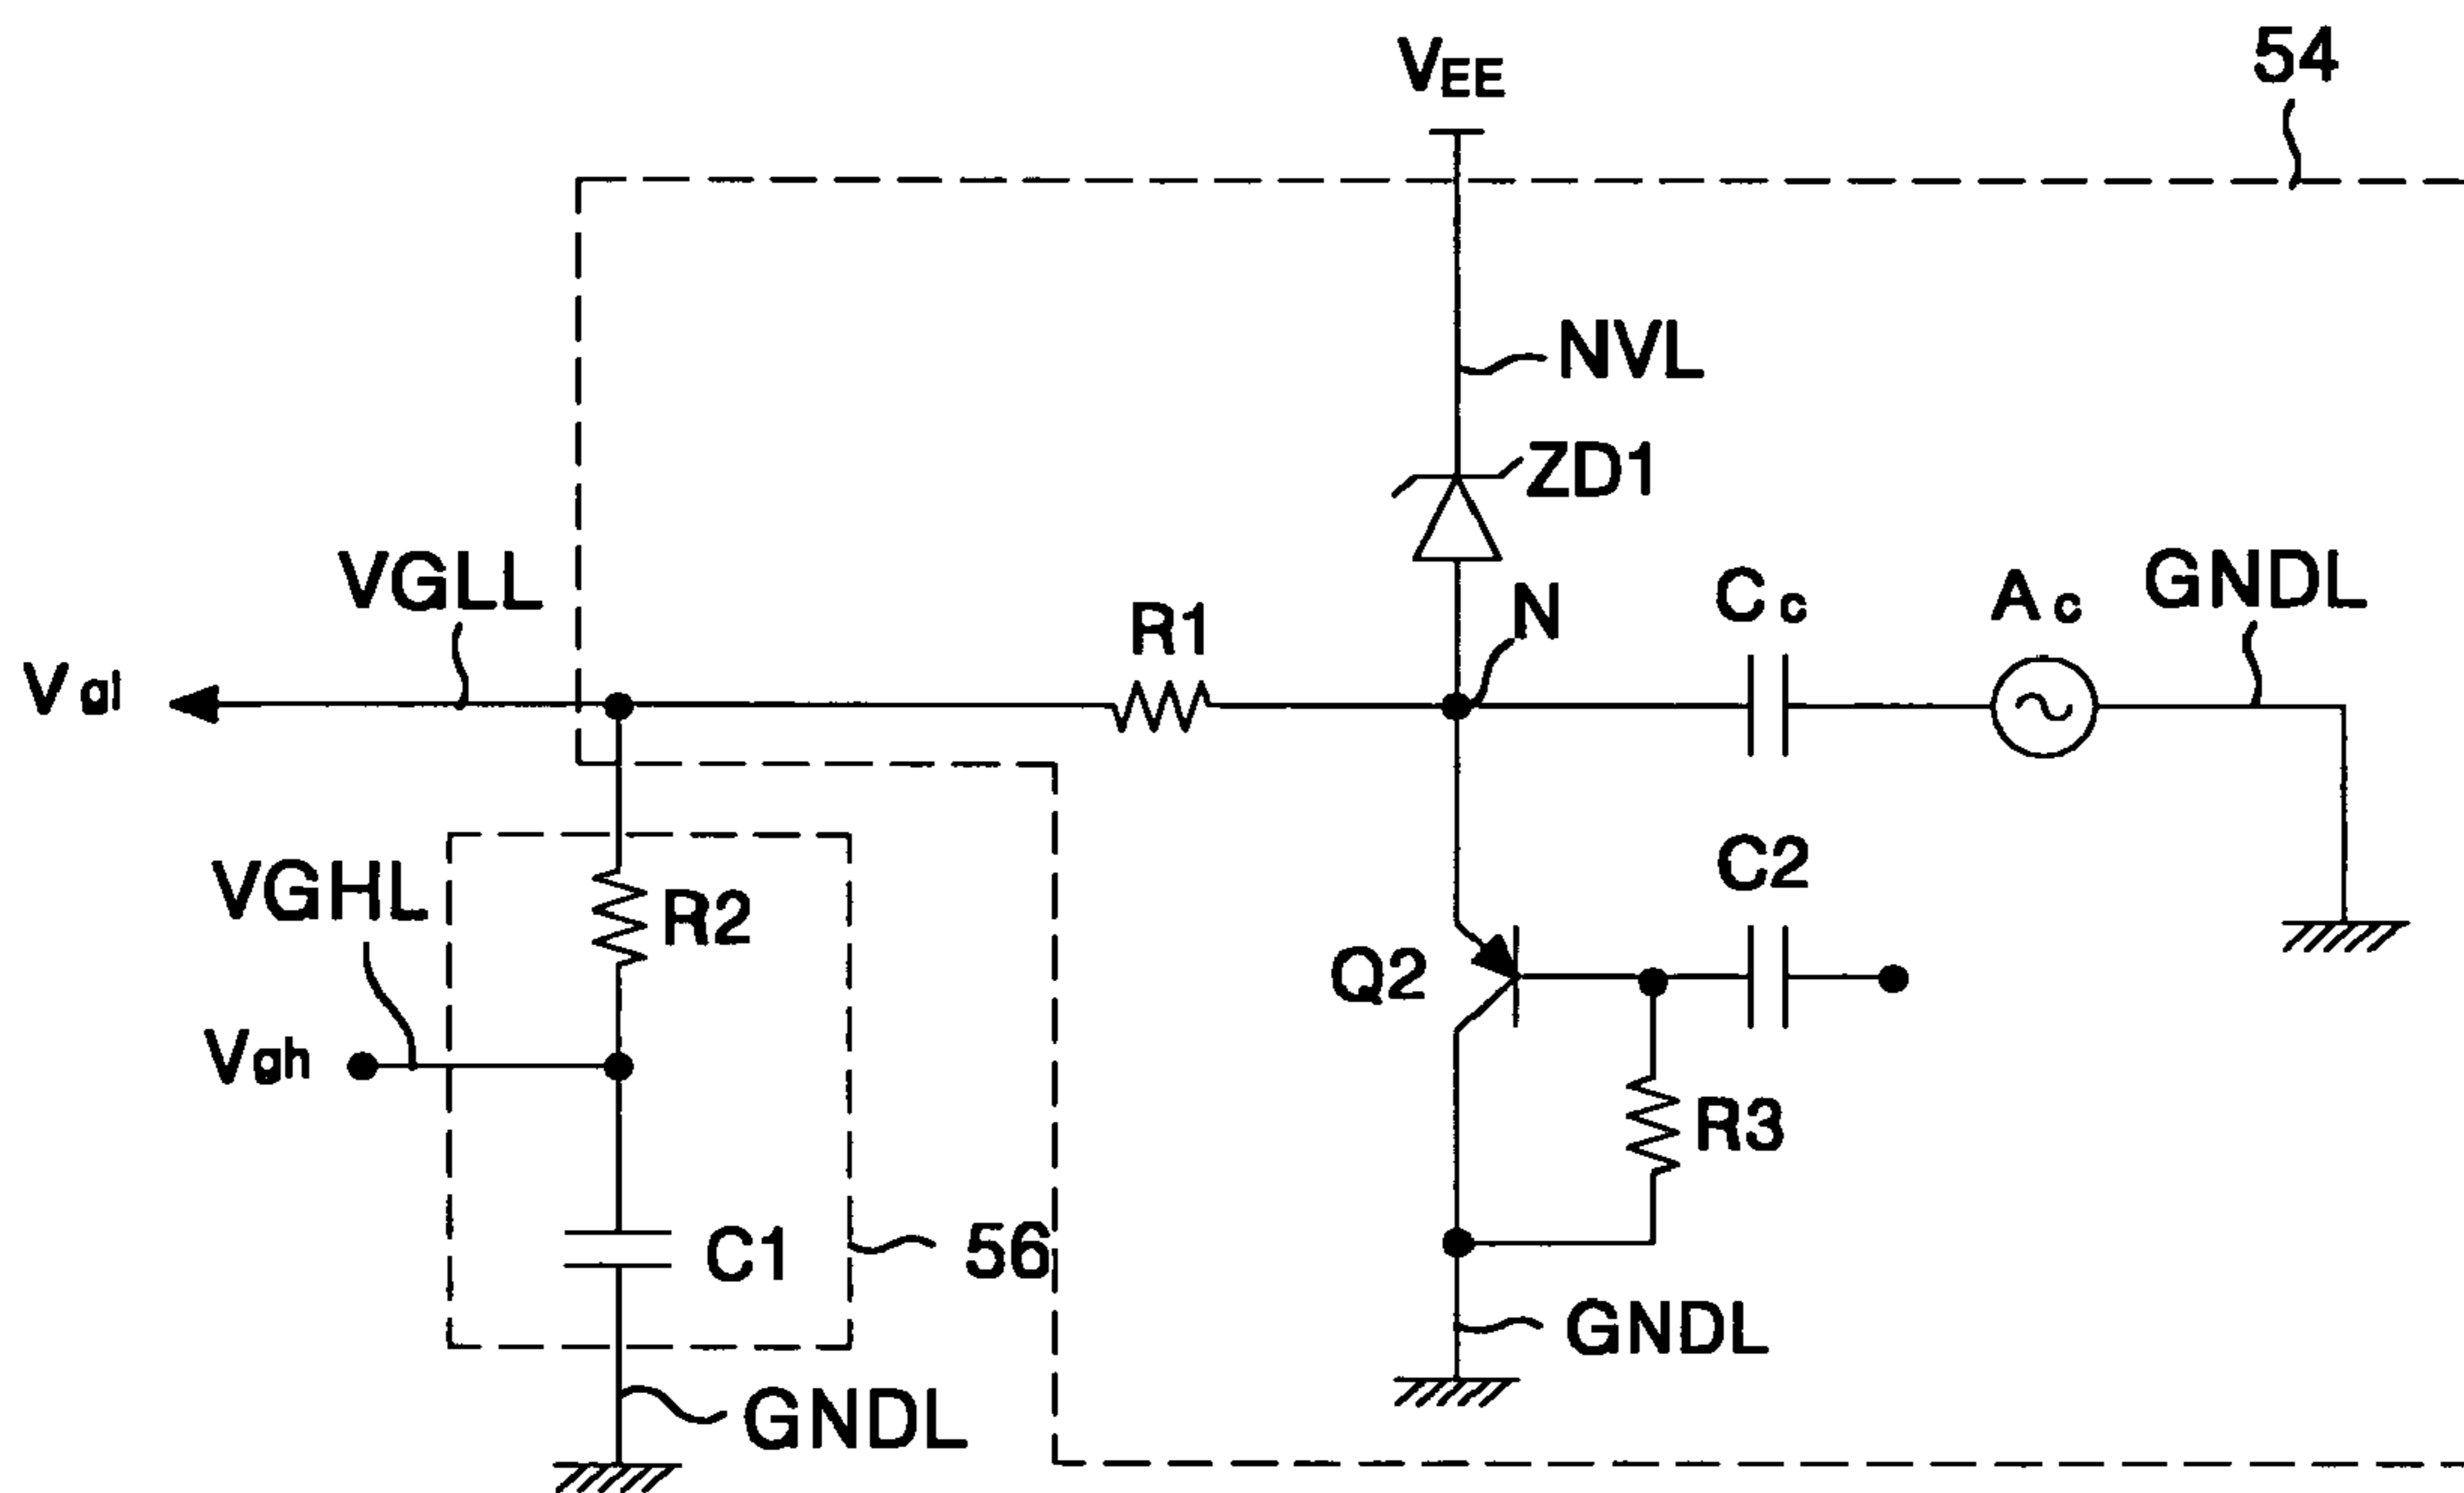 VEE
54
NVL
ZD1
VGLL
R1
N
Cc
Ac
GNDL
Vgl
VGHL
R2
C2
Q2
Vgh
R3
C1
56
GNDL
GNDL